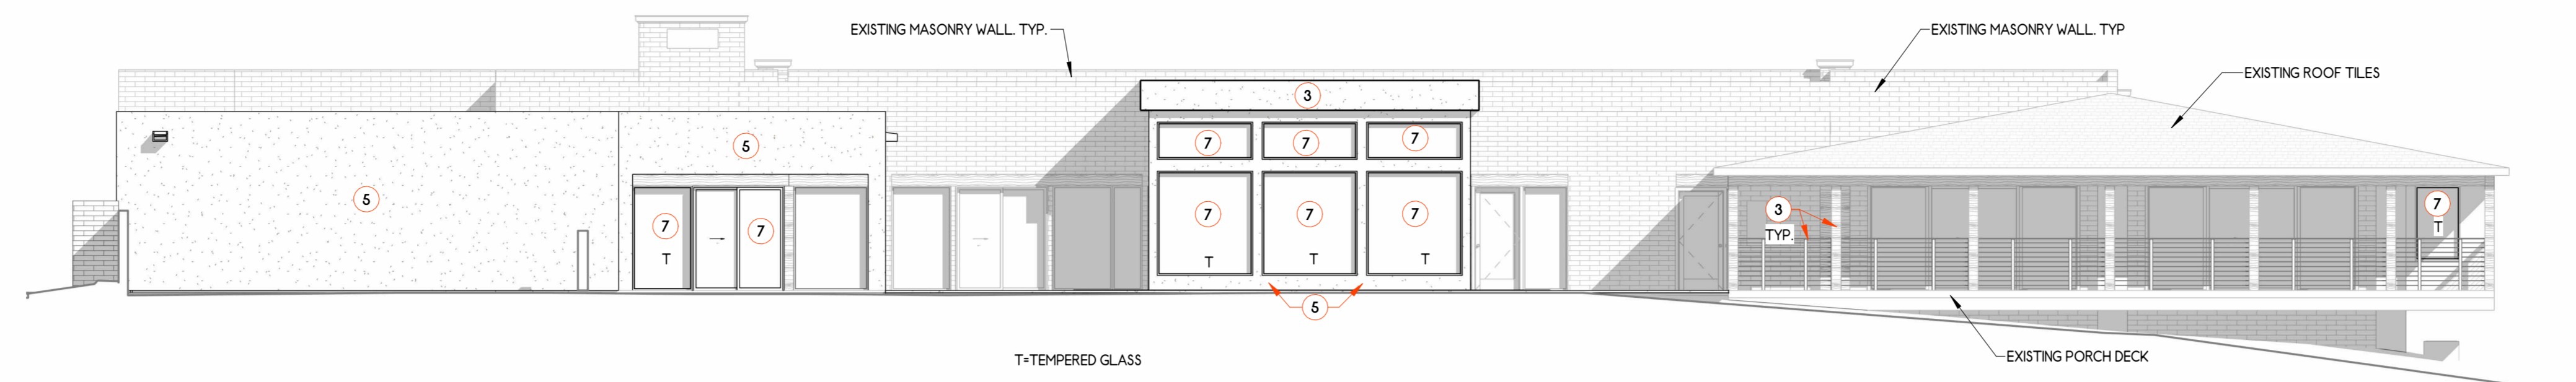 EXISTING MASONRY WALL. TYP.
EXISTING MASONRY WALL. TYP
EXISTING ROOF TILES
3
5
7
7
7
5
7
7
7
7
7
7
3
TYP.
T
T
T
T
T
5
T=TEMPERED GLASS
EXISTING PORCH DECK